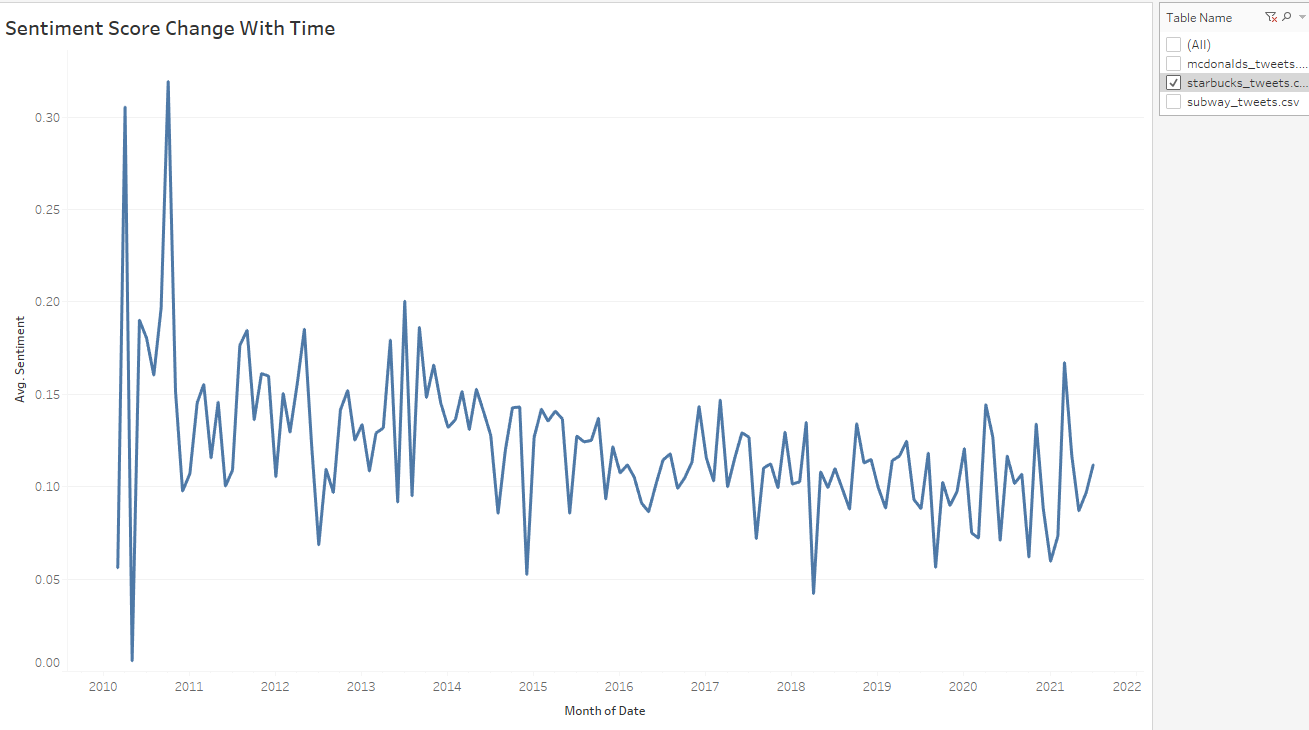 Sentiment Score Change With Time
Table Name
(All)
mcdonalds_tweets....
starbucks_tweets.c...
subway_tweets.csv
0.30
0.25
0.20
0.15
0.10
0.05
0.00
Avg. Sentiment
2010 2011 2012 2013 2014 2015 2016 2017 2018 2019 2020 2021 2022
Month of Date